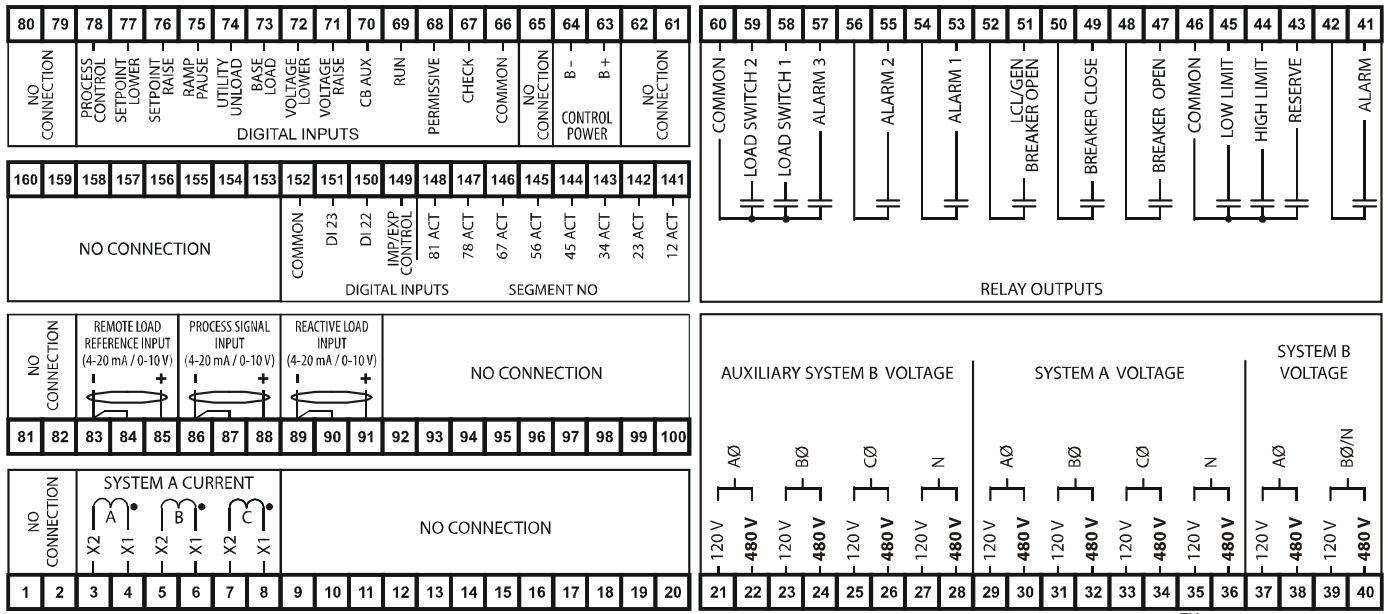 80 79 78 77 76 75 74 73 72 71 70 69 68 67 66 65 64 63 62 61
NO CONNECTION
PROCESS CONTROL
SETPOINT LOWER
SETPOINT RAISE
RAMP PAUSE
UTILITY UNLOAD
BASE LOAD
VOLTAGE LOWER
VOLTAGE RAISE
CB AUX
RUN
PERMISSIVE
CHECK
COMMON
NO CONNECTION
B -
B +
NO CONNECTION
DIGITAL INPUTS
CONTROL
POWER
60 59 58 57 56 55 54 53 52 51 50 49 48 47 46 45 44 43 42 41
COMMON
LOAD SWITCH 2
LOAD SWITCH 1
ALARM 3
ALARM 2
ALARM 1
LCL/GEN
BREAKER OPEN
BREAKER CLOSE
BREAKER OPEN
COMMON
LOW LIMIT
HIGH LIMIT
RESERVE
ALARM
RELAY OUTPUTS
160 159 158 157 156 155 154 153 152 151 150 149 148 147 146 145 144 143 142 141
NO CONNECTION
COMMON
DI 23
DI 22
IMP/EXP
CONTROL
81 ACT
78 ACT
67 ACT
56 ACT
45 ACT
34 ACT
23 ACT
12 ACT
DIGITAL INPUTS
SEGMENT NO
NO
CONNECTION
REMOTE LOAD
REFERENCE INPUT
(4-20 mA / 0-10 V)
- +
PROCESS SIGNAL
INPUT
(4-20 mA / 0-10 V)
- +
REACTIVE LOAD
INPUT
(4-20 mA / 0-10 V)
- +
NO CONNECTION
81 82 83 84 85 86 87 88 89 90 91 92 93 94 95 96 97 98 99 100
NO
CONNECTION
SYSTEM A CURRENT
A B C
X2 X1 X2 X1 X2 X1
NO CONNECTION
1 2 3 4 5 6 7 8 9 10 11 12 13 14 15 16 17 18 19 20
AUXILIARY SYSTEM B VOLTAGE
SYSTEM A VOLTAGE
SYSTEM B
VOLTAGE
AØ BØ CØ N AØ BØ CØ N AØ BØ/N
120 V 480 V 120 V 480 V 120 V 480 V 120 V 480 V 120 V 480 V 120 V 480 V 120 V 480 V 120 V 480 V 120 V 480 V 120 V 480 V
21 22 23 24 25 26 27 28 29 30 31 32 33 34 35 36 37 38 39 40